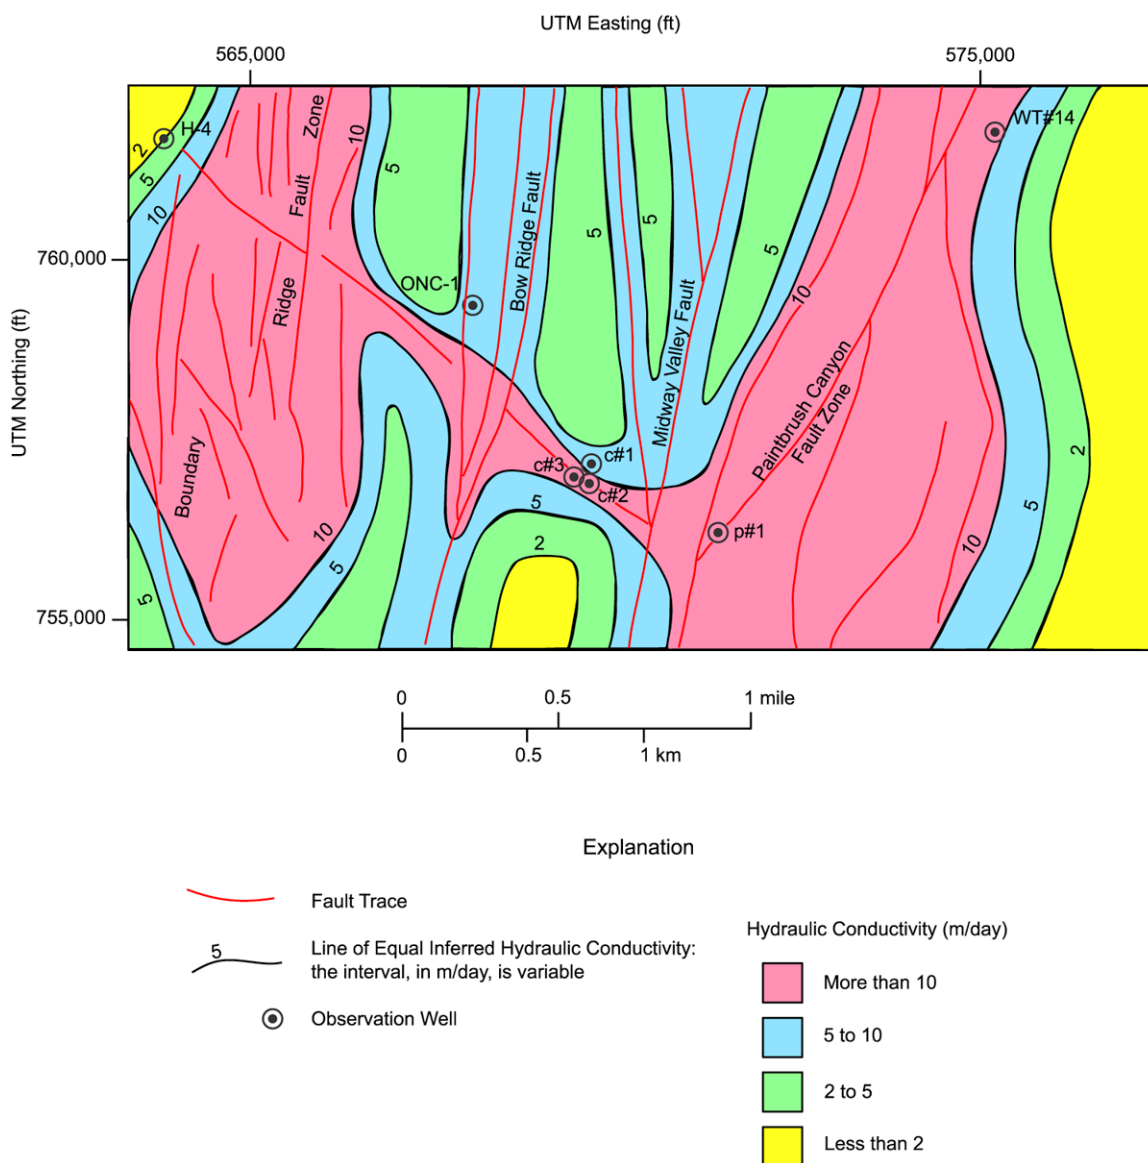 UTM Easting (ft)
565,000
575,000
UTM Northing (ft)
760,000
755,000
H-4
WT#14
ONC-1
c#1
c#3
c#2
p#1
Boundary
Ridge
Fault
Zone
Bow Ridge Fault
Midway Valley Fault
Paintbrush Canyon
Fault Zone
2
5
10
10
5
5
5
5
10
2
5
10
10
5
5
5
2
0
0.5
1 mile
0
0.5
1 km
Explanation
Fault Trace
5
Line of Equal Inferred Hydraulic Conductivity:
the interval, in m/day, is variable
Observation Well
Hydraulic Conductivity (m/day)
More than 10
5 to 10
2 to 5
Less than 2